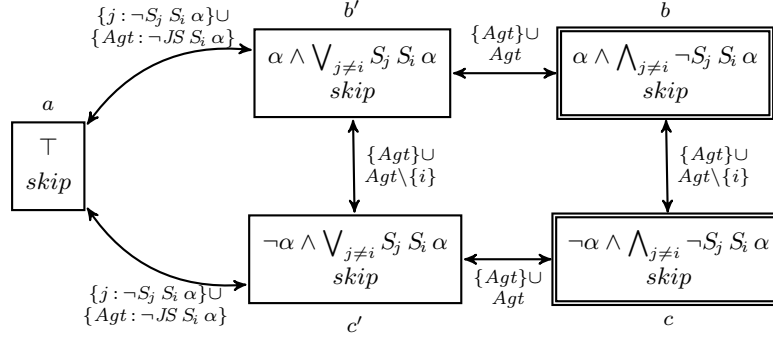 {j : ¬S_j S_i α}∪
{Agt : ¬JS S_i α}
b′
α ∧ ⋁_{j≠i} S_j S_i α
skip
{Agt}∪
Agt
b
α ∧ ⋀_{j≠i} ¬S_j S_i α
skip
a
⊤
skip
{Agt}∪
Agt\{i}
{Agt}∪
Agt\{i}
¬α ∧ ⋁_{j≠i} S_j S_i α
skip
c′
{Agt}∪
Agt
¬α ∧ ⋀_{j≠i} ¬S_j S_i α
skip
c
{j : ¬S_j S_i α}∪
{Agt : ¬JS S_i α}